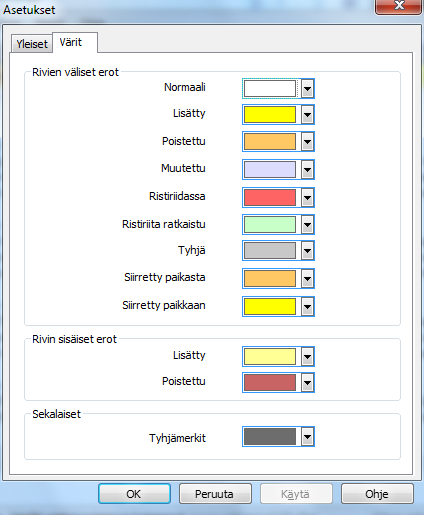 Asetukset
Yleiset Värit
Rivien väliset erot
Normaali
Lisätty
Poistettu
Muutettu
Ristiriidassa
Ristiriita ratkaistu
Tyhjä
Siirretty paikasta
Siirretty paikkaan
Rivin sisäiset erot
Lisätty
Poistettu
Sekalaiset
Tyhjämerkit
OK Peruuta Käytä Ohje